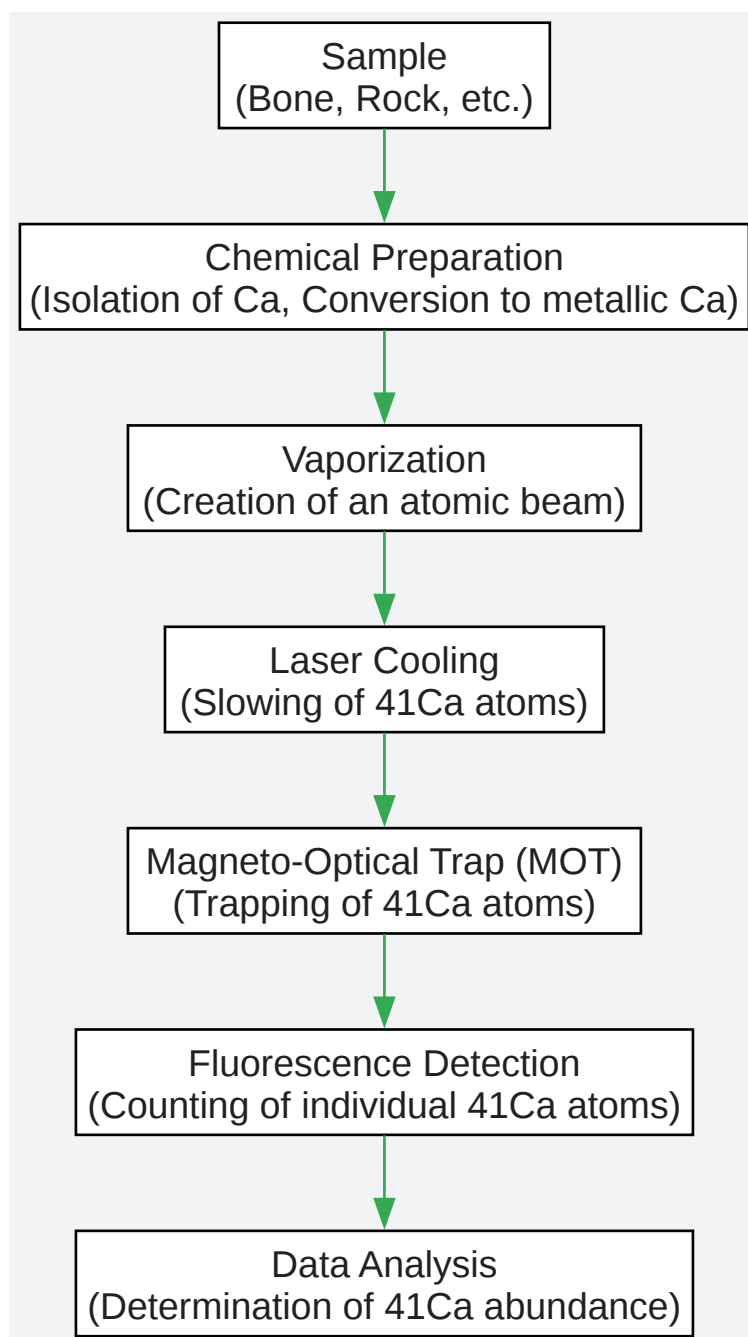 Sample
(Bone, Rock, etc.)
Chemical Preparation
(Isolation of Ca, Conversion to metallic Ca)
Vaporization
(Creation of an atomic beam)
Laser Cooling
(Slowing of 41Ca atoms)
Magneto-Optical Trap (MOT)
(Trapping of 41Ca atoms)
Fluorescence Detection
(Counting of individual 41Ca atoms)
Data Analysis
(Determination of 41Ca abundance)